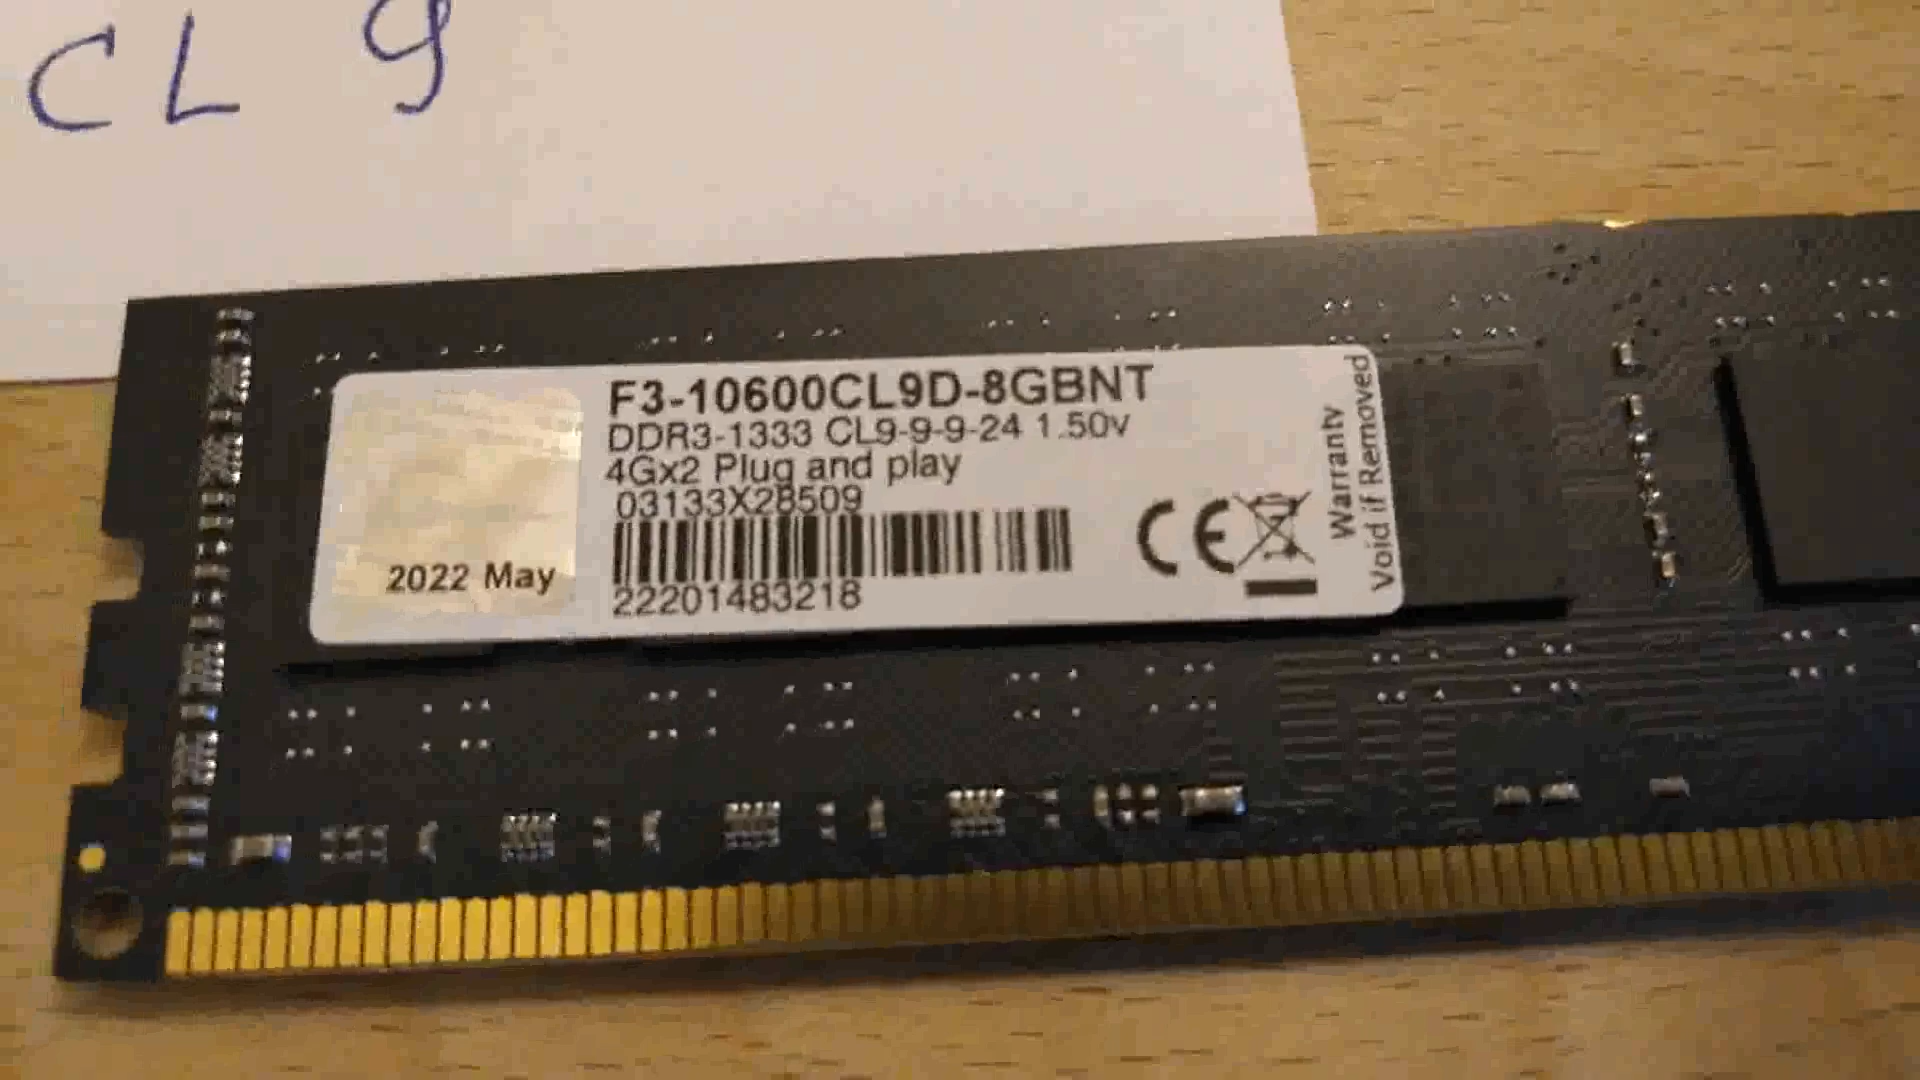 CL 9
F3-10600CL9D-8GBNT
DDR3-1333 CL9-9-9-24 1.50v
4Gx2 Plug and play
03133X28509
2022 May
22201483218
CE
Warranty
Void if Removed